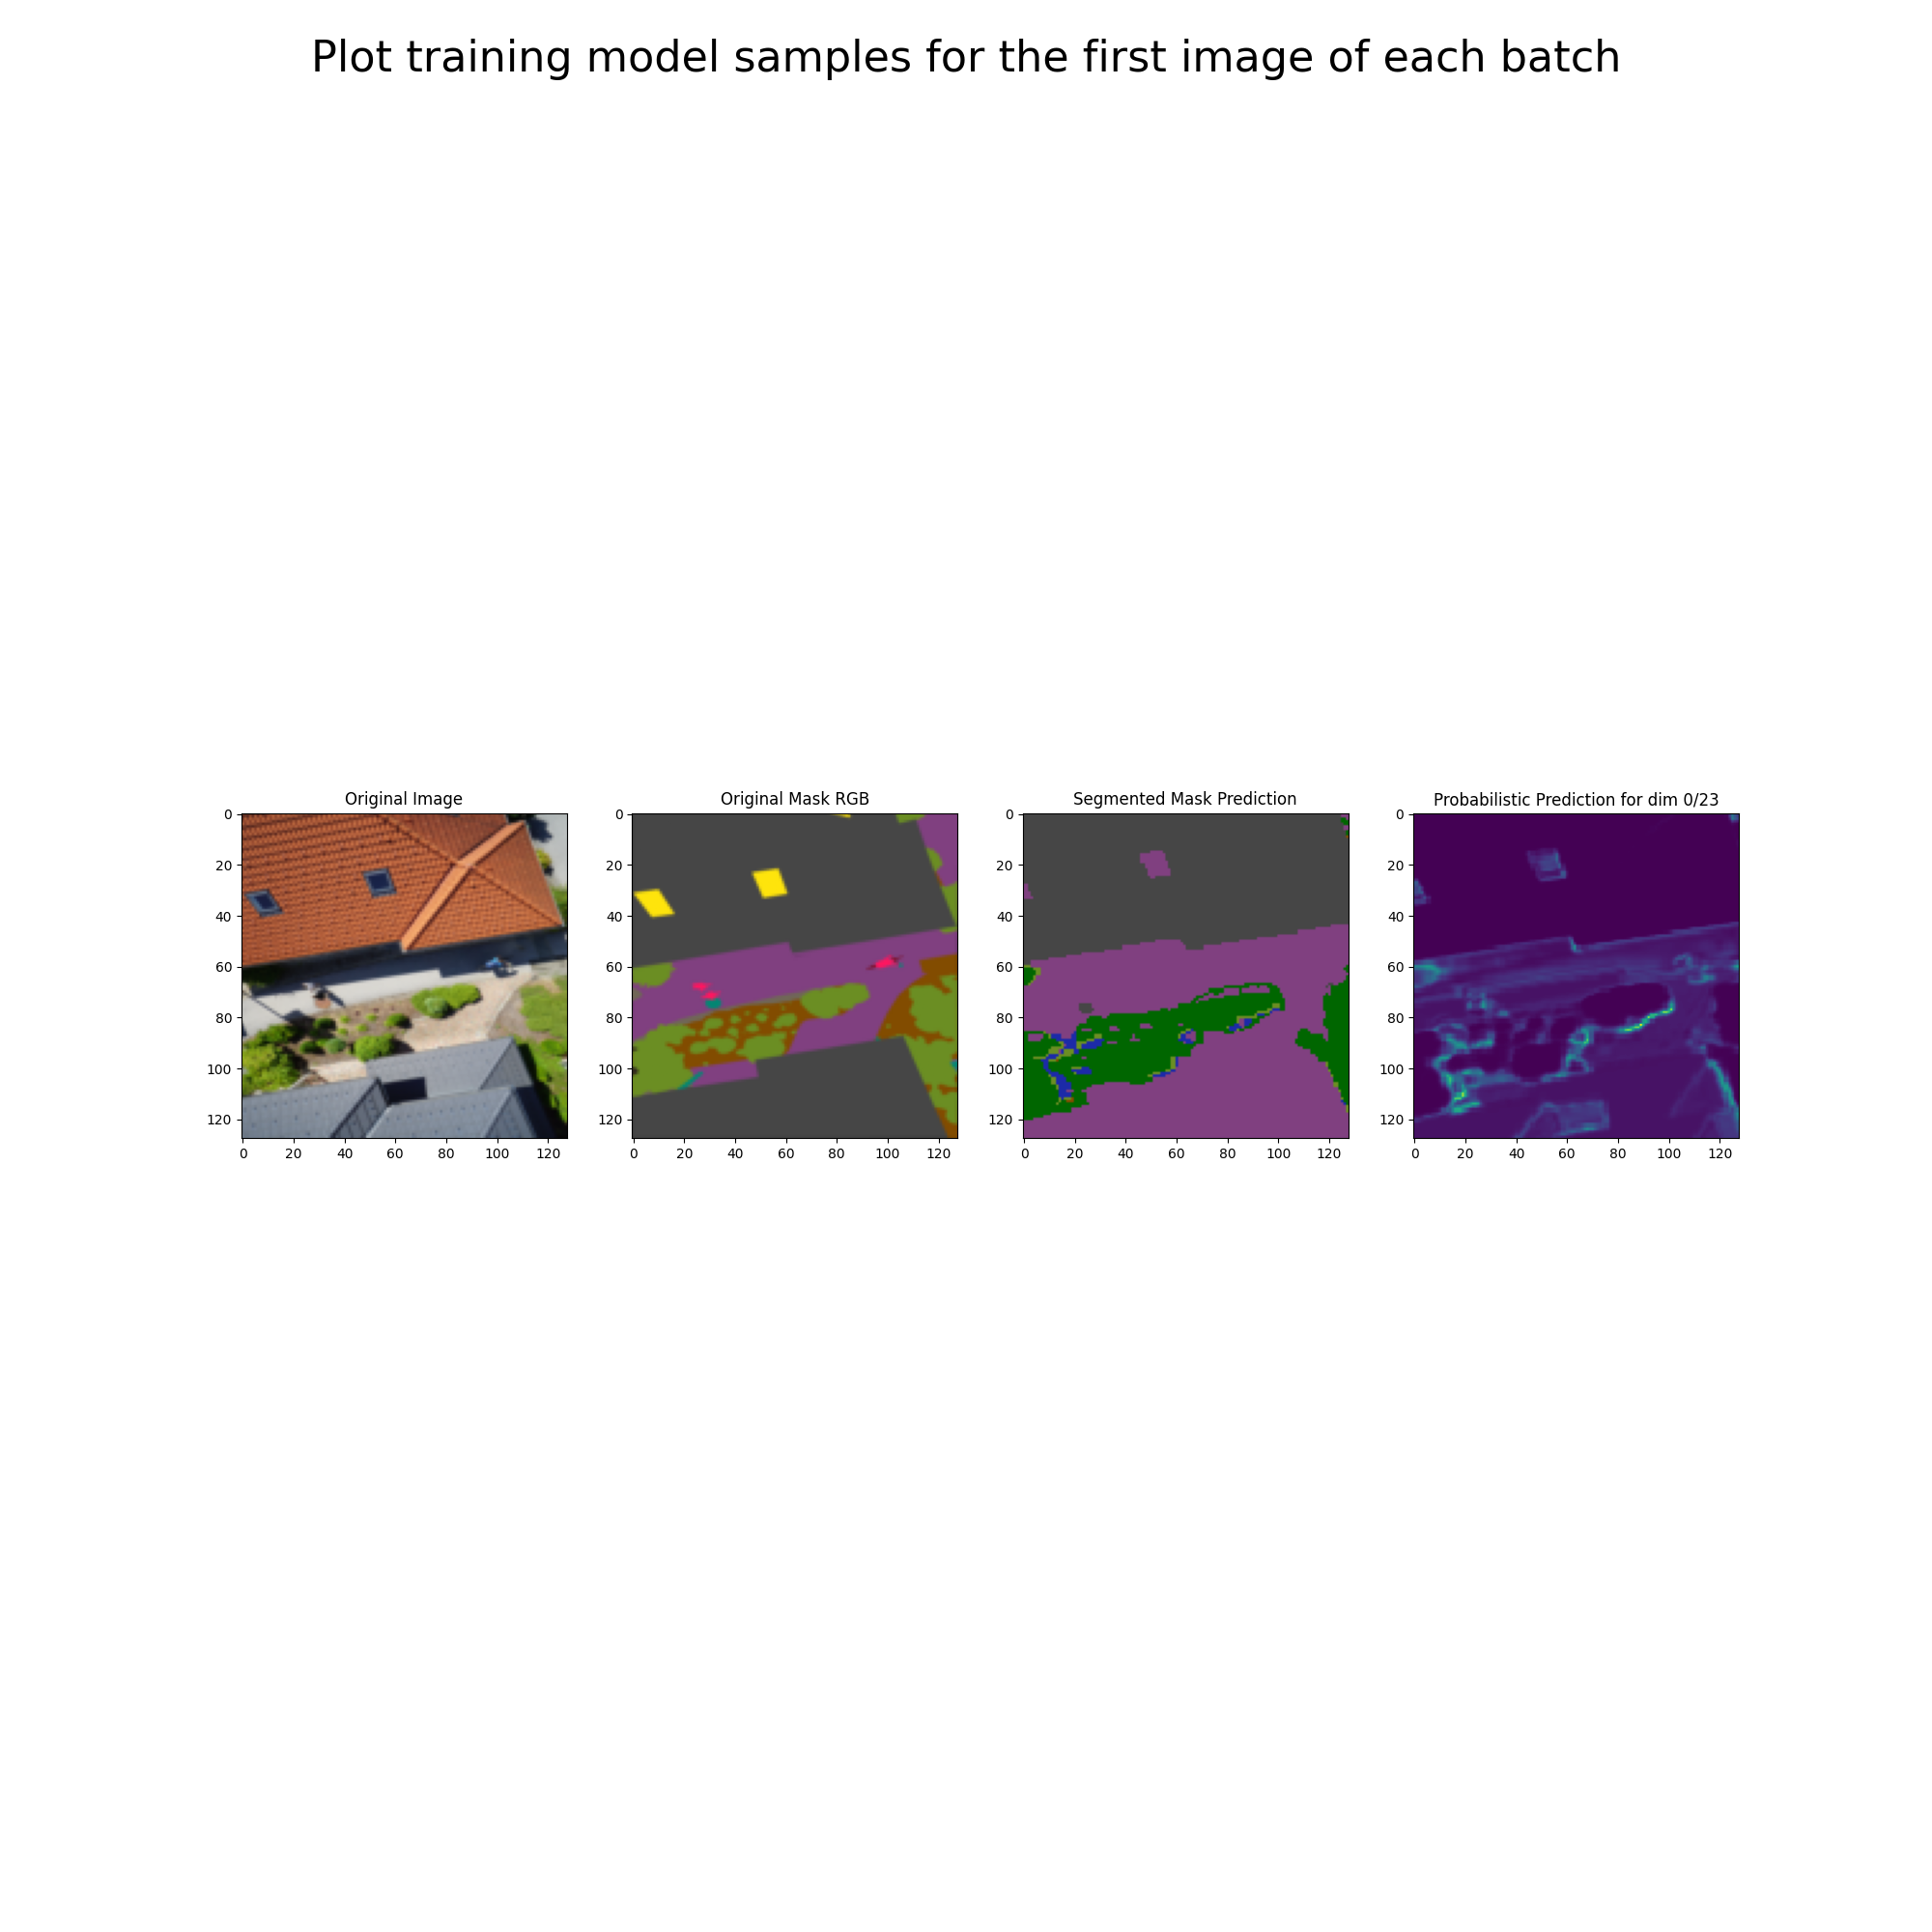 Plot training model samples for the first image of each batch
Original Image
Original Mask RGB
Segmented Mask Prediction
Probabilistic Prediction for dim 0/23
0 0 0 0
20 20 20 20
40 40 40 40
60 60 60 60
80 80 80 80
100 100 100 100
120 120 120 120
0 20 40 60 80 100 120 0 20 40 60 80 100 120 0 20 40 60 80 100 120 0 20 40 60 80 100 120